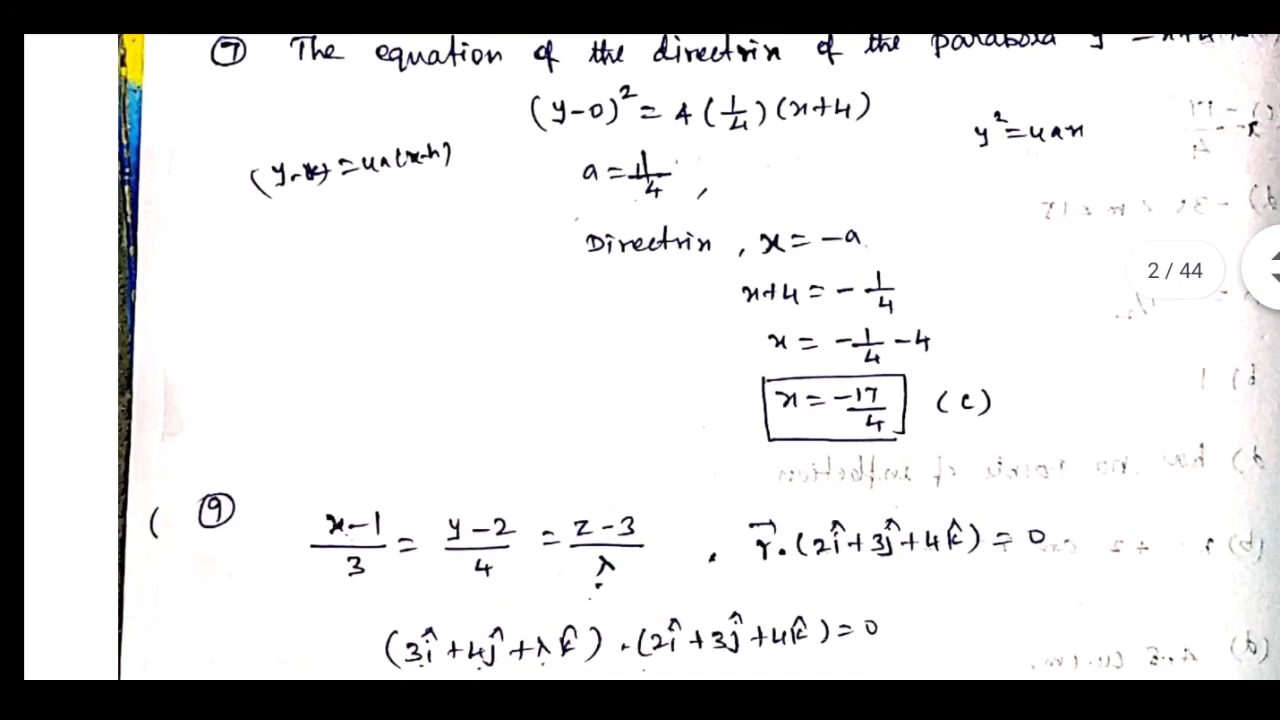 ⑦ The equation of the directrix of the parabola y = x+4
(y-0)² = 4(1/4)(x+4)
y² = 4ax
(y-k) = 4a(x-h)
a = 1/4,
Directrix, x = -a
x+4 = -1/4
2 / 44
x = -1/4 -4
x = -17/4 (c)
( ⑨ x-1/3 = y-2/4 = z-3/λ . r⃗.(2î+3ĵ+4k̂) = 0
(3î+4ĵ+λk̂).(2î+3ĵ+4k̂) = 0